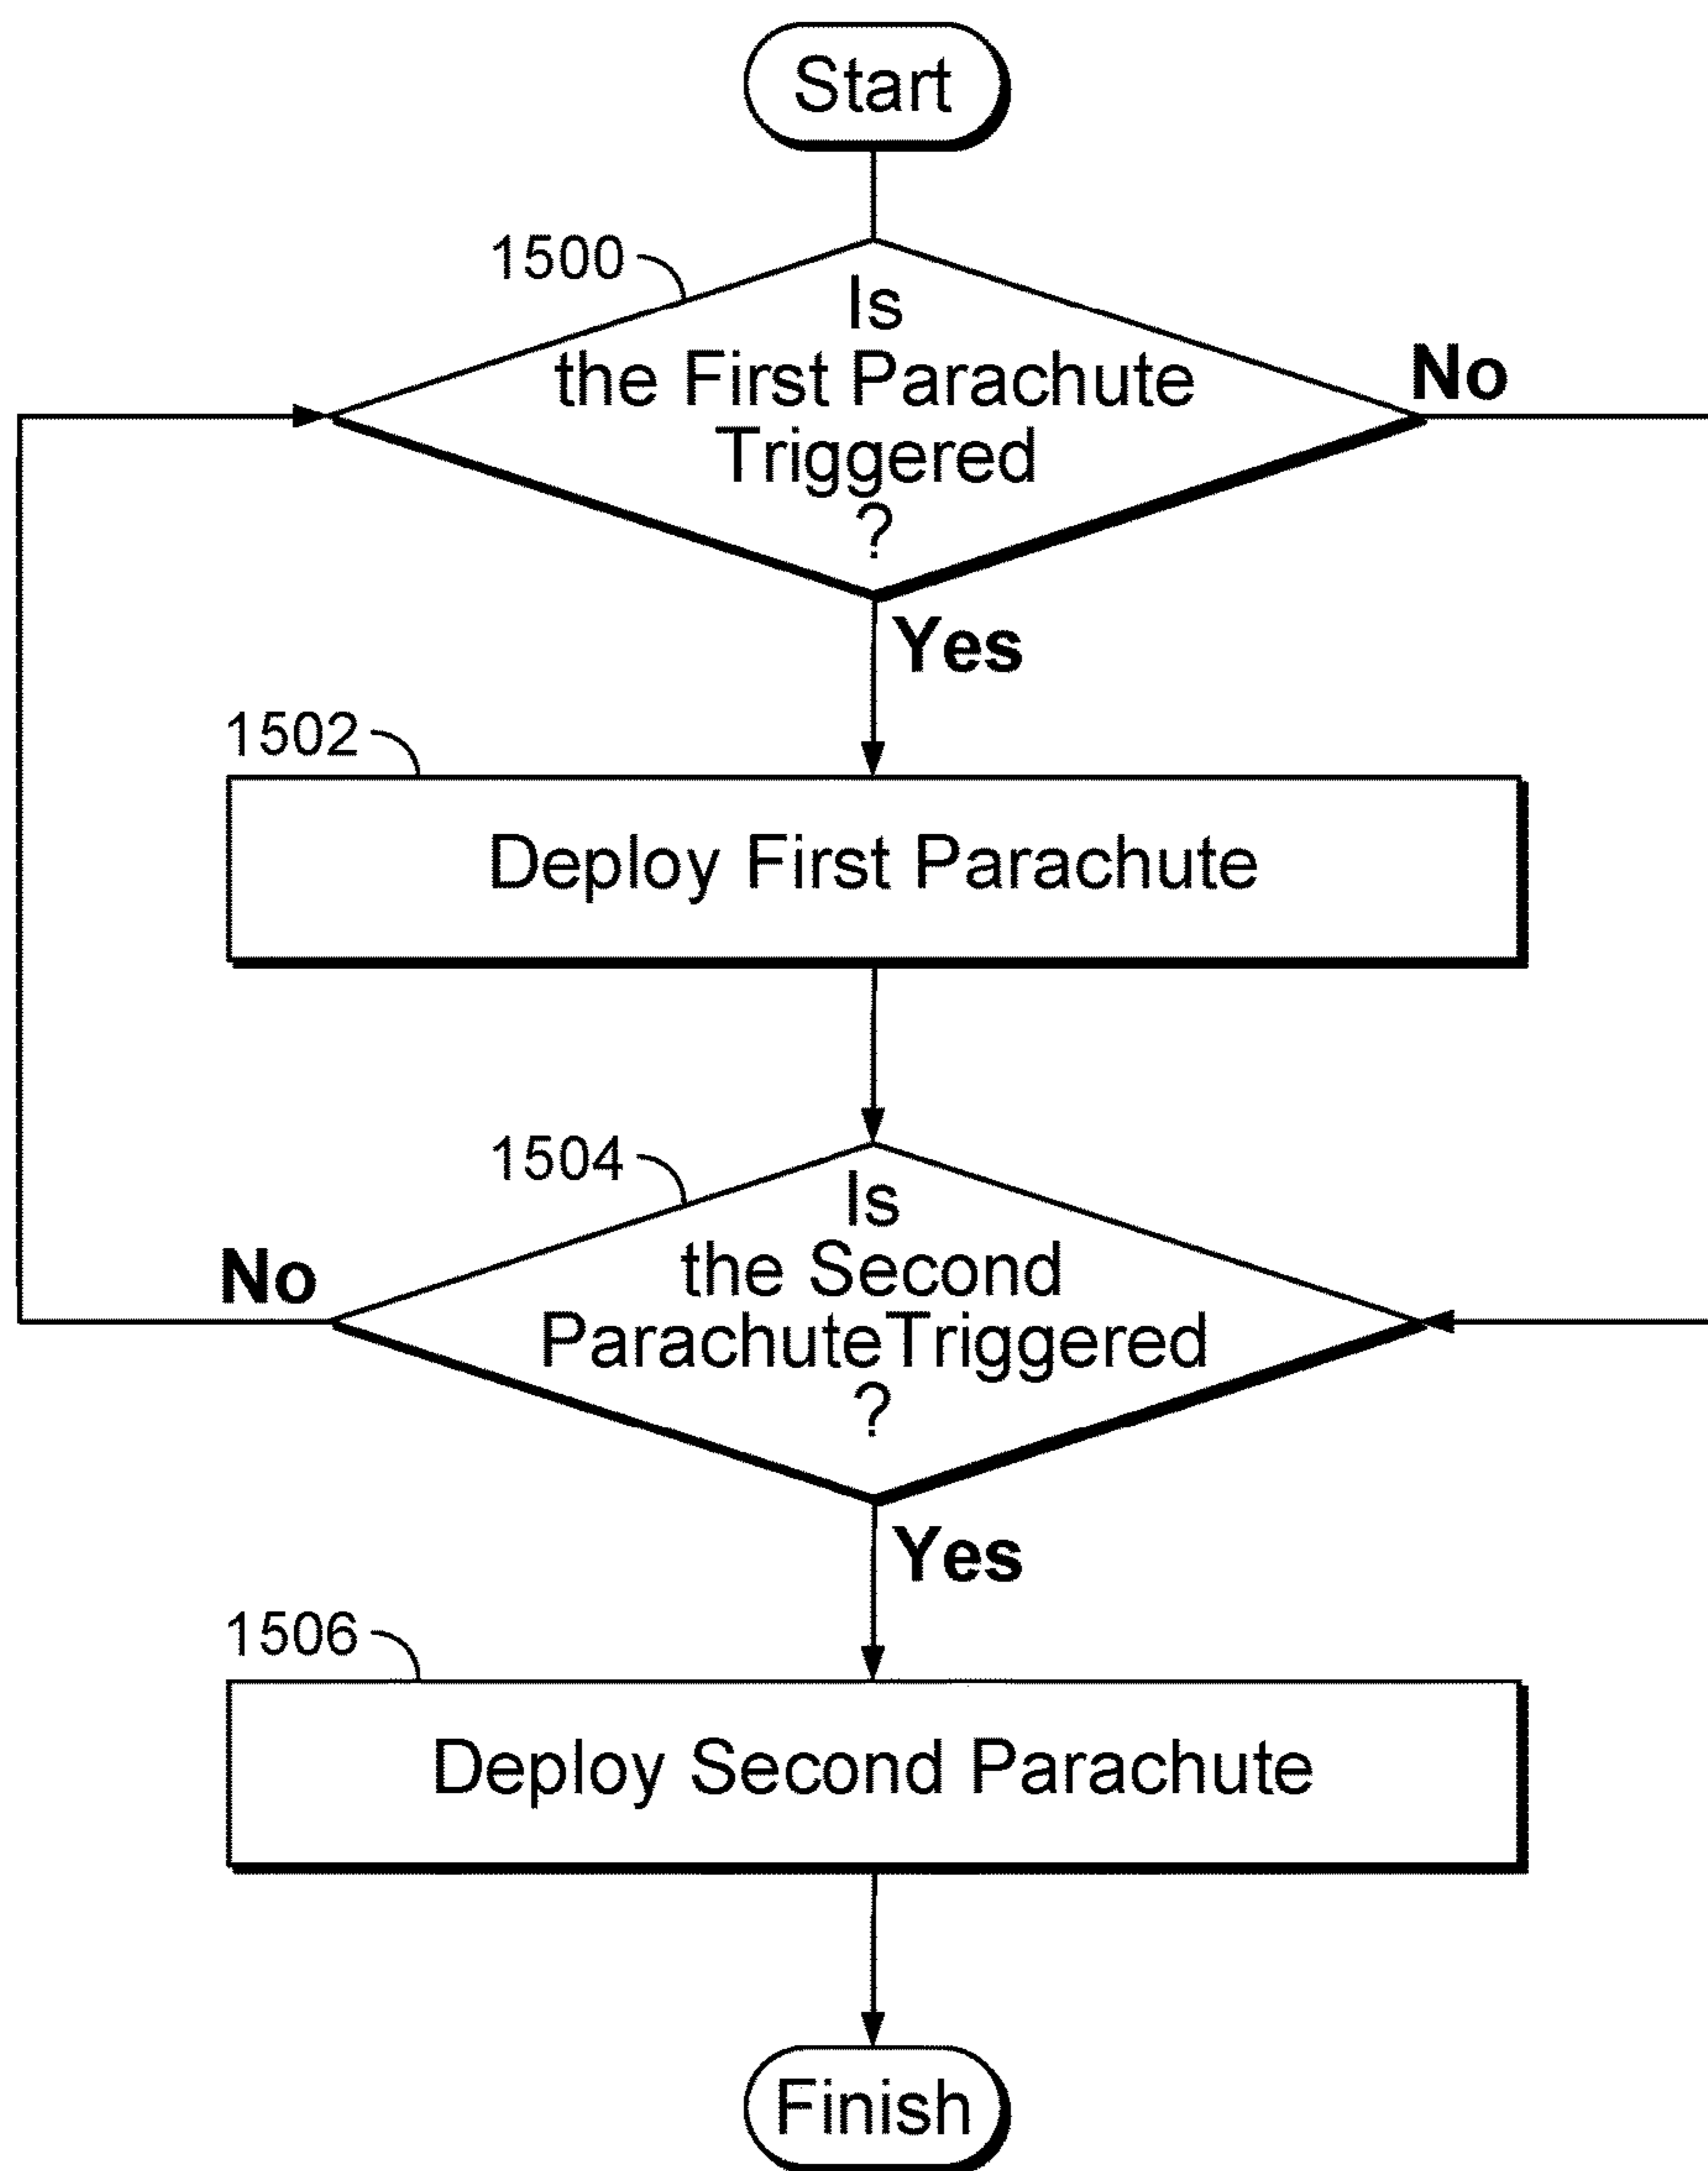 Start
1500
Is
the First Parachute
Triggered
?
No
Yes
1502
Deploy First Parachute
1504
Is
the Second
ParachuteTriggered
?
No
Yes
1506
Deploy Second Parachute
Finish